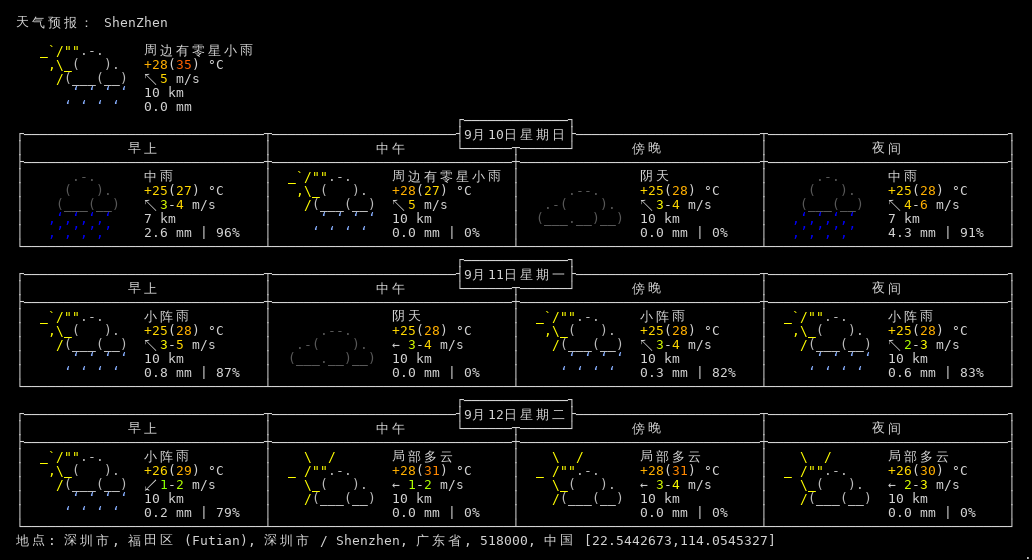 天气预报： ShenZhen
周边有零星小雨
+28(35) °C
↖ 5 m/s
10 km
0.0 mm
9月10日星期日
早上 中午 傍晚 夜间
中雨 周边有零星小雨 阴天 中雨
+25(27) °C +28(27) °C +25(28) °C +25(28) °C
↖ 3-4 m/s ↖ 5 m/s ↖ 3-4 m/s ↖ 4-6 m/s
7 km 10 km 10 km 7 km
2.6 mm | 96% 0.0 mm | 0% 0.0 mm | 0% 4.3 mm | 91%
9月11日星期一
早上 中午 傍晚 夜间
小阵雨 阴天 小阵雨 小阵雨
+25(28) °C +25(28) °C +25(28) °C +25(28) °C
↖ 3-5 m/s ← 3-4 m/s ↖ 3-4 m/s ↖ 2-3 m/s
10 km 10 km 10 km 10 km
0.8 mm | 87% 0.0 mm | 0% 0.3 mm | 82% 0.6 mm | 83%
9月12日星期二
早上 中午 傍晚 夜间
小阵雨 局部多云 局部多云 局部多云
+26(29) °C +28(31) °C +28(31) °C +26(30) °C
↙ 1-2 m/s ← 1-2 m/s ← 3-4 m/s ← 2-3 m/s
10 km 10 km 10 km 10 km
0.2 mm | 79% 0.0 mm | 0% 0.0 mm | 0% 0.0 mm | 0%
地点: 深圳市, 福田区 (Futian), 深圳市 / Shenzhen, 广东省, 518000, 中国 [22.5442673,114.0545327]